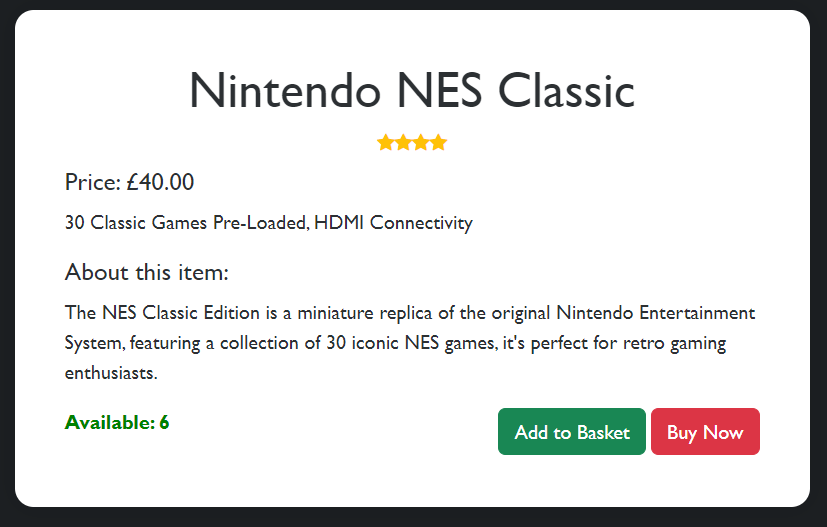 Nintendo NES Classic
Price: £40.00
30 Classic Games Pre-Loaded, HDMI Connectivity
About this item:
The NES Classic Edition is a miniature replica of the original Nintendo Entertainment
System, featuring a collection of 30 iconic NES games, it's perfect for retro gaming
enthusiasts.
Available: 6
Add to Basket
Buy Now